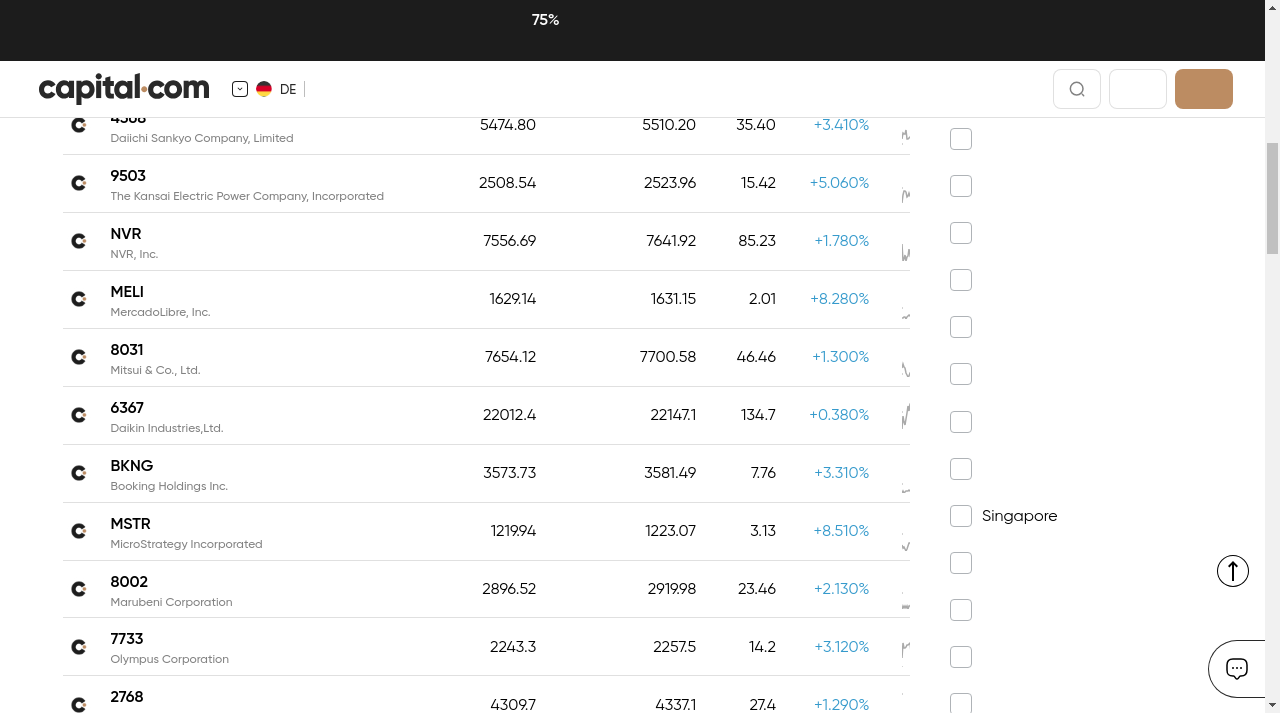 75%
capital.com
DE
4568
Daiichi Sankyo Company, Limited
5474.80 5510.20 35.40 +3.410%
9503
The Kansai Electric Power Company, Incorporated
2508.54 2523.96 15.42 +5.060%
NVR
NVR, Inc.
7556.69 7641.92 85.23 +1.780%
MELI
MercadoLibre, Inc.
1629.14 1631.15 2.01 +8.280%
8031
Mitsui & Co., Ltd.
7654.12 7700.58 46.46 +1.300%
6367
Daikin Industries,Ltd.
22012.4 22147.1 134.7 +0.380%
BKNG
Booking Holdings Inc.
3573.73 3581.49 7.76 +3.310%
MSTR
MicroStrategy Incorporated
1219.94 1223.07 3.13 +8.510%
Singapore
8002
Marubeni Corporation
2896.52 2919.98 23.46 +2.130%
7733
Olympus Corporation
2243.3 2257.5 14.2 +3.120%
2768
4309.7 4337.1 27.4 +1.290%